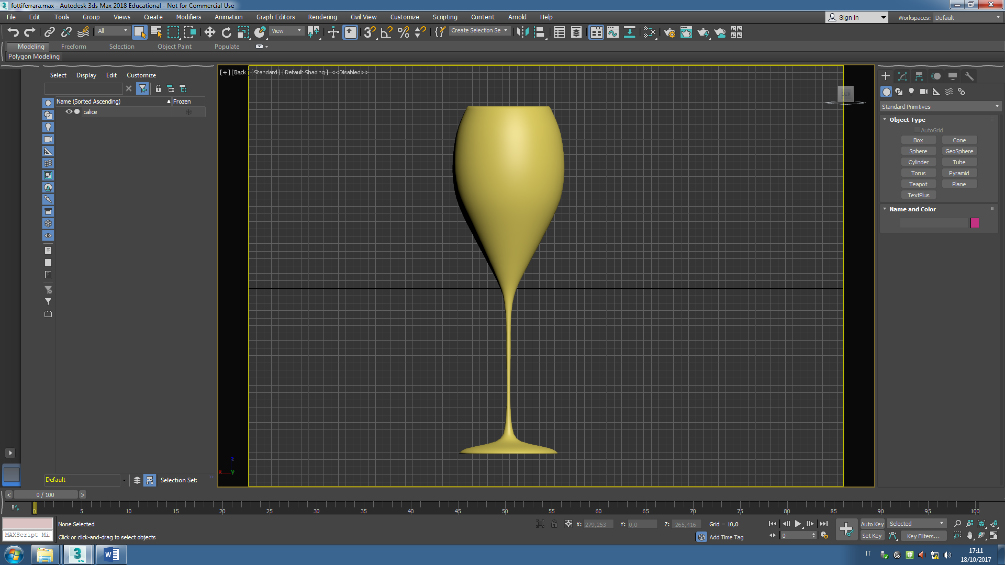 fottifemara.max - Autodesk 3ds Max 2018 Educational - Not for Commercial Use
File Edit Tools Group Views Create Modifiers Animation Graph Editors Rendering Civil View Customize Scripting Content Arnold Help
Sign In Workspaces: Default
All View Create Selection Se
Modeling Freeform Selection Object Paint Populate
Polygon Modeling
Select Display Edit Customize
Name (Sorted Ascending) ▲ Frozen
calice
[+] [Back] Standard] [Default Shading] <<Disabled>>
Standard Primitives
Object Type
AutoGrid
Box Cone
Sphere GeoSphere
Cylinder Tube
Torus Pyramid
Teapot Plane
TextPlus
Name and Color
Default Selection Set:
0 / 100
0 5 10 15 20 25 30 35 40 45 50 55 60 65 70 75 80 85 90 95 100
None Selected X: Y: 0,0 Z: Grid = 10,0 Auto Key Selected
MAXScript Mi Click or click-and-drag to select objects Add Time Tag Set Key Key Filters...
IT 17:11
18/10/2017